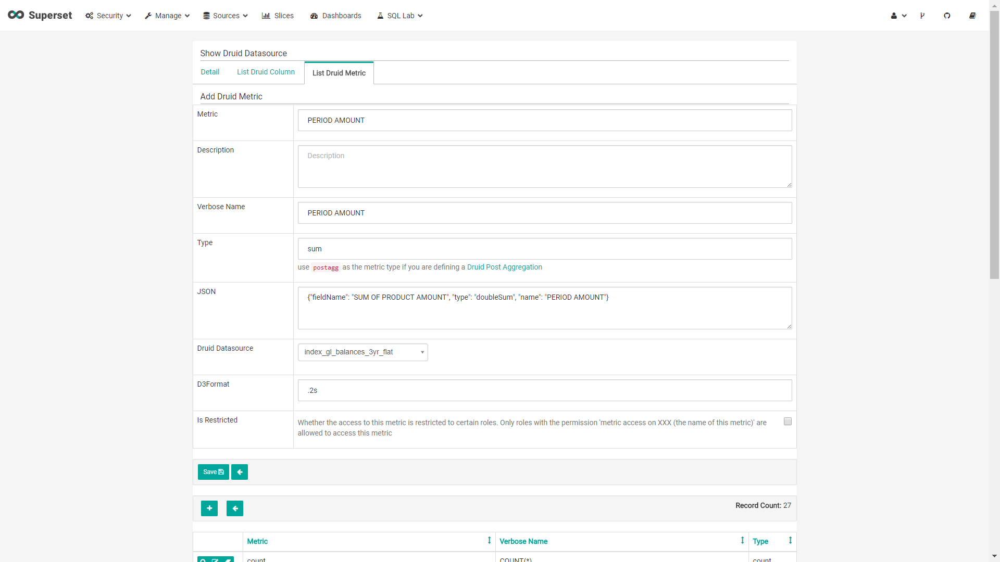 Superset Security Manage Sources Slices Dashboards SQL Lab
Show Druid Datasource
Detail List Druid Column List Druid Metric
Add Druid Metric
Metric PERIOD AMOUNT
Description Description
Verbose Name PERIOD AMOUNT
Type sum
use postagg as the metric type if you are defining a Druid Post Aggregation
JSON {"fieldName": "SUM OF PRODUCT AMOUNT", "type": "doubleSum", "name": "PERIOD AMOUNT"}
Druid Datasource index_gl_balances_3yr_flat
D3Format .2s
Is Restricted Whether the access to this metric is restricted to certain roles. Only roles with the permission 'metric access on XXX (the name of this metric)' are
allowed to access this metric
Save
Record Count: 27
Metric Verbose Name Type
count COUNT(*) count